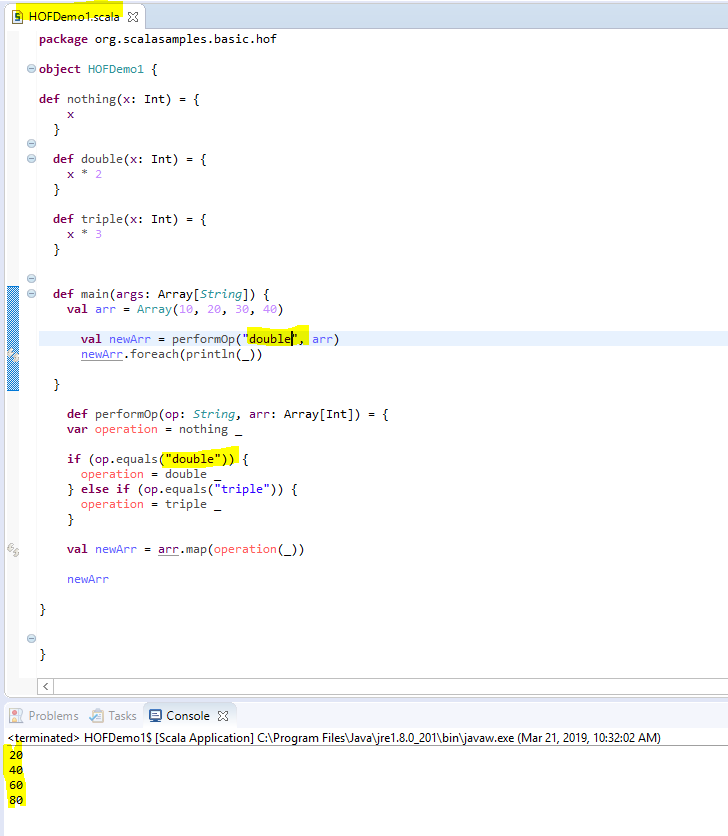 HOFDemo1.scala
package org.scalasamples.basic.hof
object HOFDemo1 {
def nothing(x: Int) = {
x
}
def double(x: Int) = {
x * 2
}
def triple(x: Int) = {
x * 3
}
def main(args: Array[String]) {
val arr = Array(10, 20, 30, 40)
val newArr = performOp("double", arr)
newArr.foreach(println(_))
}
def performOp(op: String, arr: Array[Int]) = {
var operation = nothing _
if (op.equals("double")) {
operation = double _
} else if (op.equals("triple")) {
operation = triple _
}
val newArr = arr.map(operation(_))
newArr
}
}
Problems Tasks Console
<terminated> HOFDemo1$ [Scala Application] C:\Program Files\Java\jre1.8.0_201\bin\javaw.exe (Mar 21, 2019, 10:32:02 AM)
20
40
60
80